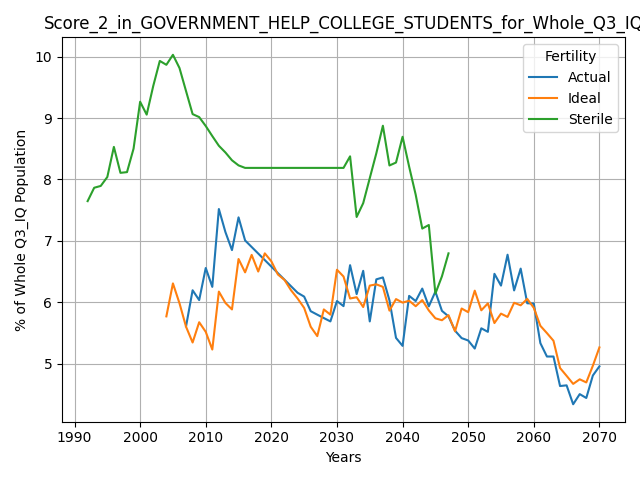 Score_2_in_GOVERNMENT_HELP_COLLEGE_STUDENTS_for_Whole_Q3_IQ
Fertility
Actual
Ideal
Sterile
% of Whole Q3_IQ Population
10
9
8
7
6
5
1990 2000 2010 2020 2030 2040 2050 2060 2070
Years